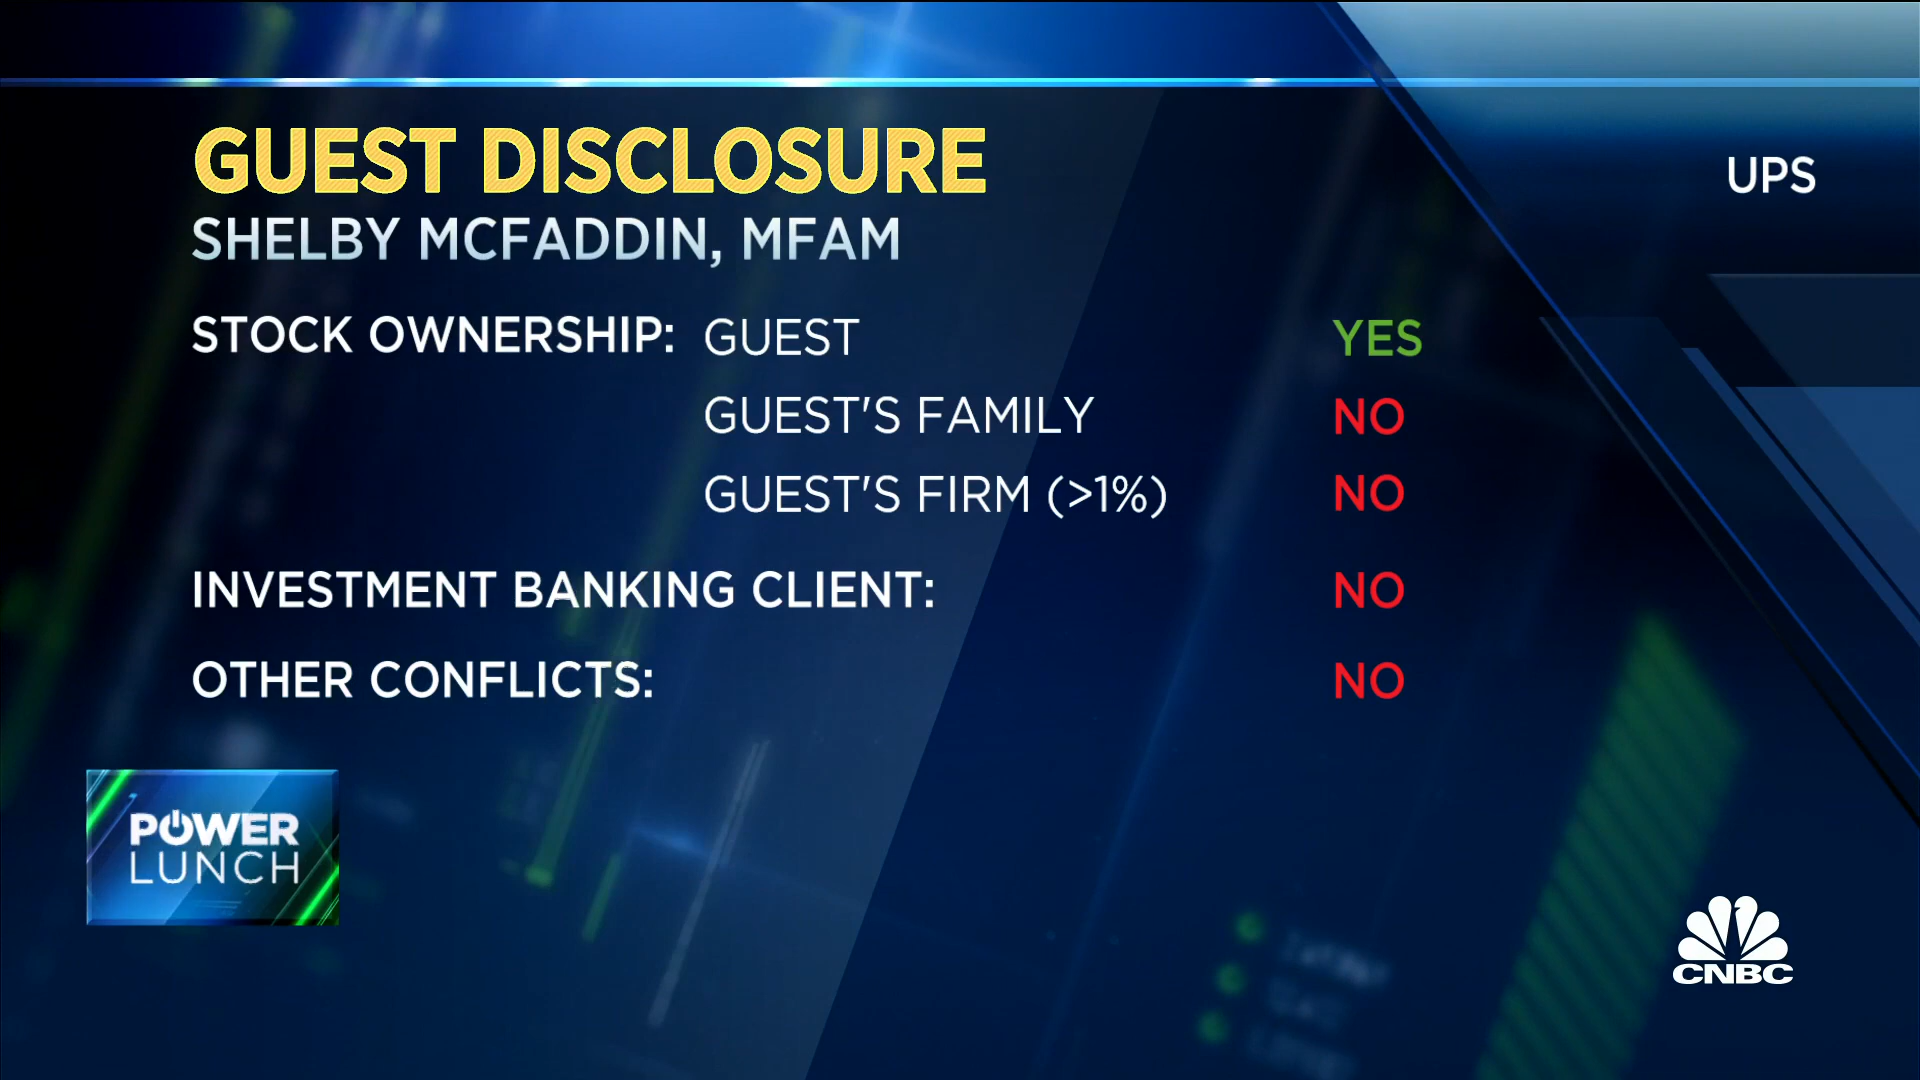 GUEST DISCLOSURE
UPS
SHELBY MCFADDIN, MFAM
STOCK OWNERSHIP: GUEST YES
GUEST'S FAMILY NO
GUEST'S FIRM (>1%) NO
INVESTMENT BANKING CLIENT: NO
OTHER CONFLICTS: NO
POWER
LUNCH
CNBC